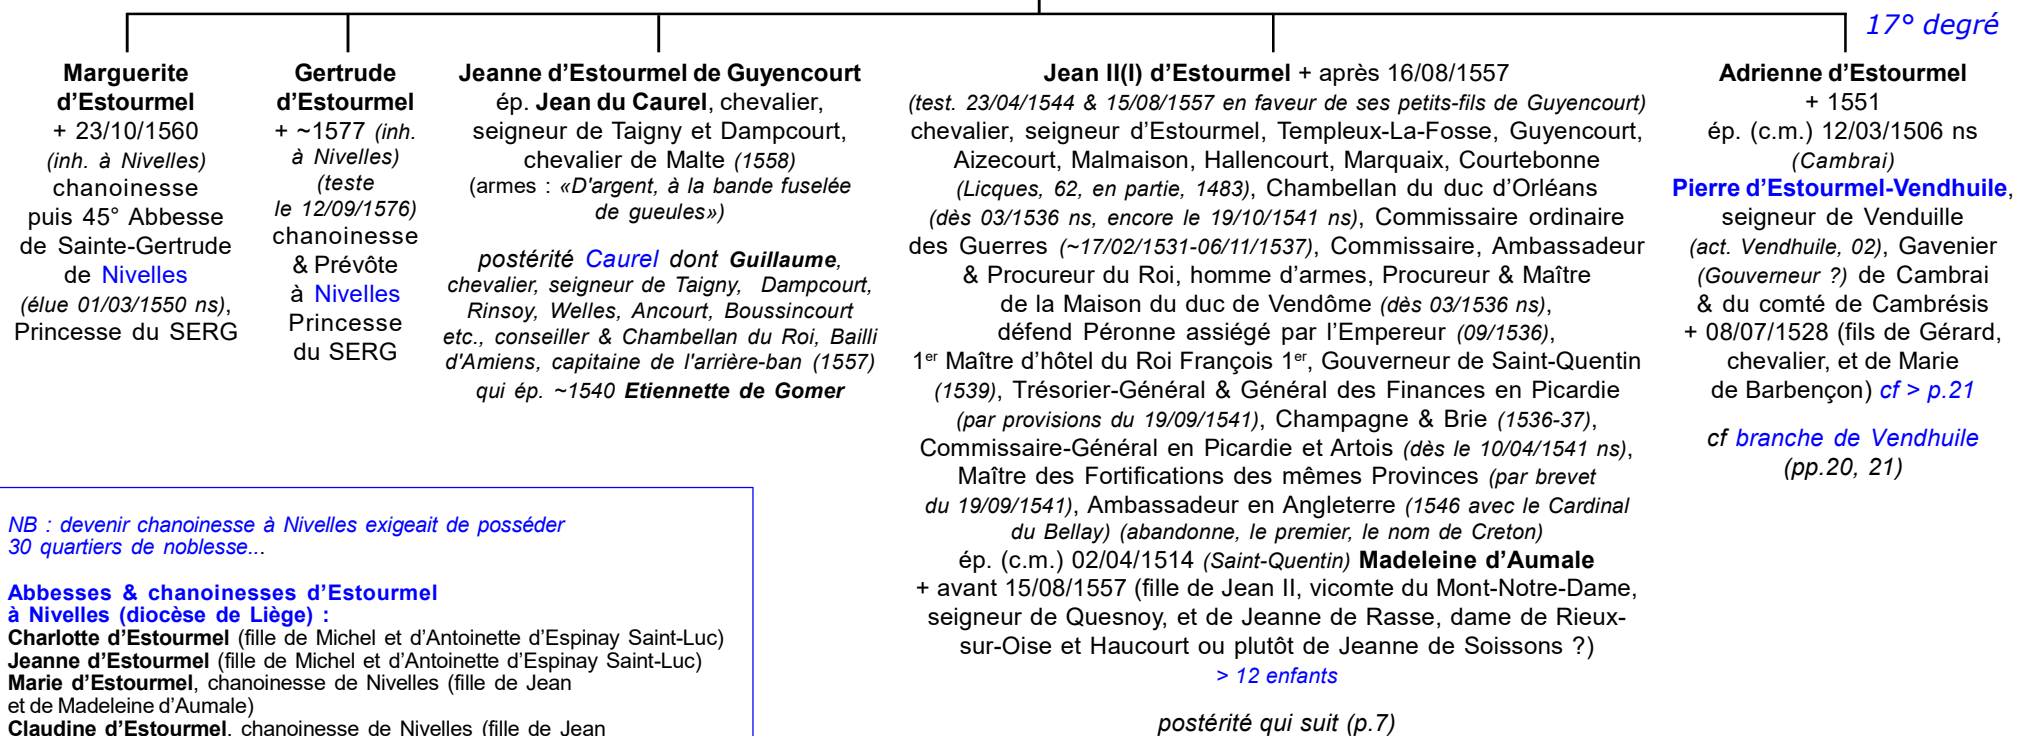 17° degré
Marguerite
d’Estourmel
+ 23/10/1560
(inh. à Nivelles)
chanoinesse
puis 45° Abbesse
de Sainte-Gertrude
de Nivelles
(élue 01/03/1550 ns),
Princesse du SERG
Gertrude
d’Estourmel
+ ~1577 (inh.
à Nivelles)
(teste
le 12/09/1576)
chanoinesse
& Prévôte
à Nivelles
Princesse
du SERG
Jeanne d’Estourmel de Guyencourt
ép. Jean du Caurel, chevalier,
seigneur de Taigny et Dampcourt,
chevalier de Malte (1558)
(armes : «D'argent, à la bande fuselée
de gueules»)
postérité Caurel dont Guillaume,
chevalier, seigneur de Taigny, Dampcourt,
Rinsoy, Welles, Ancourt, Boussincourt
etc., conseiller & Chambellan du Roi, Bailli
d'Amiens, capitaine de l'arrière-ban (1557)
qui ép. ~1540 Etiennette de Gomer
Jean II(I) d’Estourmel + après 16/08/1557
(test. 23/04/1544 & 15/08/1557 en faveur de ses petits-fils de Guyencourt)
chevalier, seigneur d’Estourmel, Templeux-La-Fosse, Guyencourt,
Aizecourt, Malmaison, Hallencourt, Marquaix, Courtebonne
(Licques, 62, en partie, 1483), Chambellan du duc d’Orléans
(dès 03/1536 ns, encore le 19/10/1541 ns), Commissaire ordinaire
des Guerres (~17/02/1531-06/11/1537), Commissaire, Ambassadeur
& Procureur du Roi, homme d’armes, Procureur & Maître
de la Maison du duc de Vendôme (dès 03/1536 ns),
défend Péronne assiégé par l’Empereur (09/1536),
1er Maître d’hôtel du Roi François 1er, Gouverneur de Saint-Quentin
(1539), Trésorier-Général & Général des Finances en Picardie
(par provisions du 19/09/1541), Champagne & Brie (1536-37),
Commissaire-Général en Picardie et Artois (dès le 10/04/1541 ns),
Maître des Fortifications des mêmes Provinces (par brevet
du 19/09/1541), Ambassadeur en Angleterre (1546 avec le Cardinal
du Bellay) (abandonne, le premier, le nom de Creton)
ép. (c.m.) 02/04/1514 (Saint-Quentin) Madeleine d’Aumale
+ avant 15/08/1557 (fille de Jean II, vicomte du Mont-Notre-Dame,
seigneur de Quesnoy, et de Jeanne de Rasse, dame de Rieux-
sur-Oise et Haucourt ou plutôt de Jeanne de Soissons ?)
> 12 enfants
postérité qui suit (p.7)
Adrienne d’Estourmel
+ 1551
ép. (c.m.) 12/03/1506 ns
(Cambrai)
Pierre d’Estourmel-Vendhuile,
seigneur de Venduille
(act. Vendhuile, 02), Gavenier
(Gouverneur ?) de Cambrai
& du comté de Cambrésis
+ 08/07/1528 (fils de Gérard,
chevalier, et de Marie
de Barbençon) cf > p.21
cf branche de Vendhuile
(pp.20, 21)
NB : devenir chanoinesse à Nivelles exigeait de posséder
30 quartiers de noblesse...
Abbesses & chanoinesses d’Estourmel
à Nivelles (diocèse de Liège) :
Charlotte d’Estourmel (fille de Michel et d’Antoinette d’Espinay Saint-Luc)
Jeanne d’Estourmel (fille de Michel et d’Antoinette d’Espinay Saint-Luc)
Marie d’Estourmel, chanoinesse de Nivelles (fille de Jean
et de Madeleine d’Aumale)
Claudine d’Estourmel, chanoinesse de Nivelles (fille de Jean